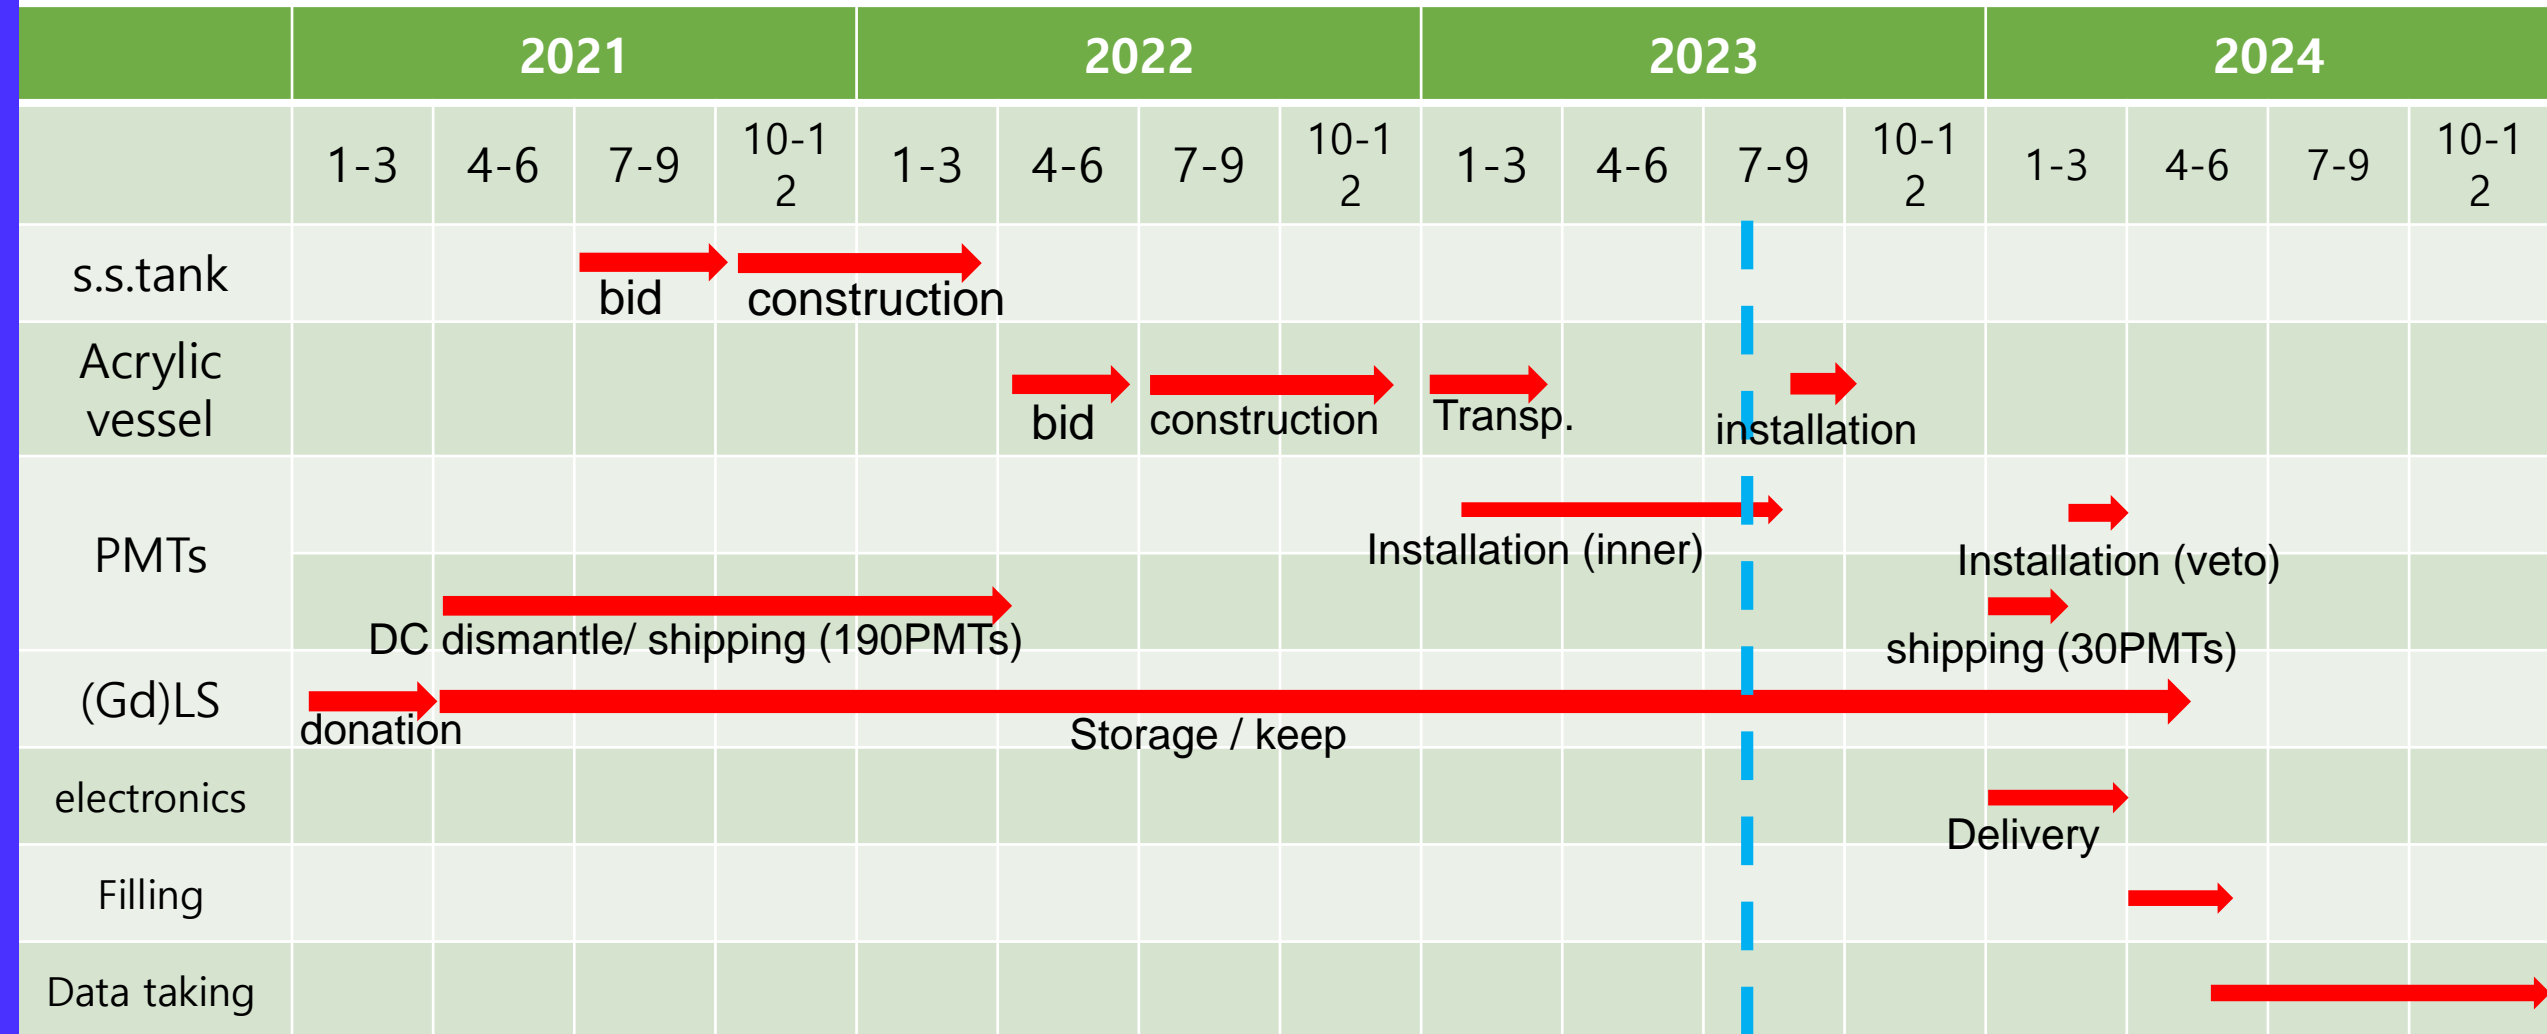 2021 2022 2023 2024
1-3 4-6 7-9 10-1 1-3 4-6 7-9 10-1 1-3 4-6 7-9 10-1 1-3 4-6 7-9 10-1
2 2 2 2
s.s.tank
bid construction
Acrylic
vessel
bid construction Transp. installation
PMTs
Installation (inner) Installation (veto)
DC dismantle/ shipping (190PMTs) shipping (30PMTs)
(Gd)LS
donation Storage / keep
electronics
Delivery
Filling
Data taking